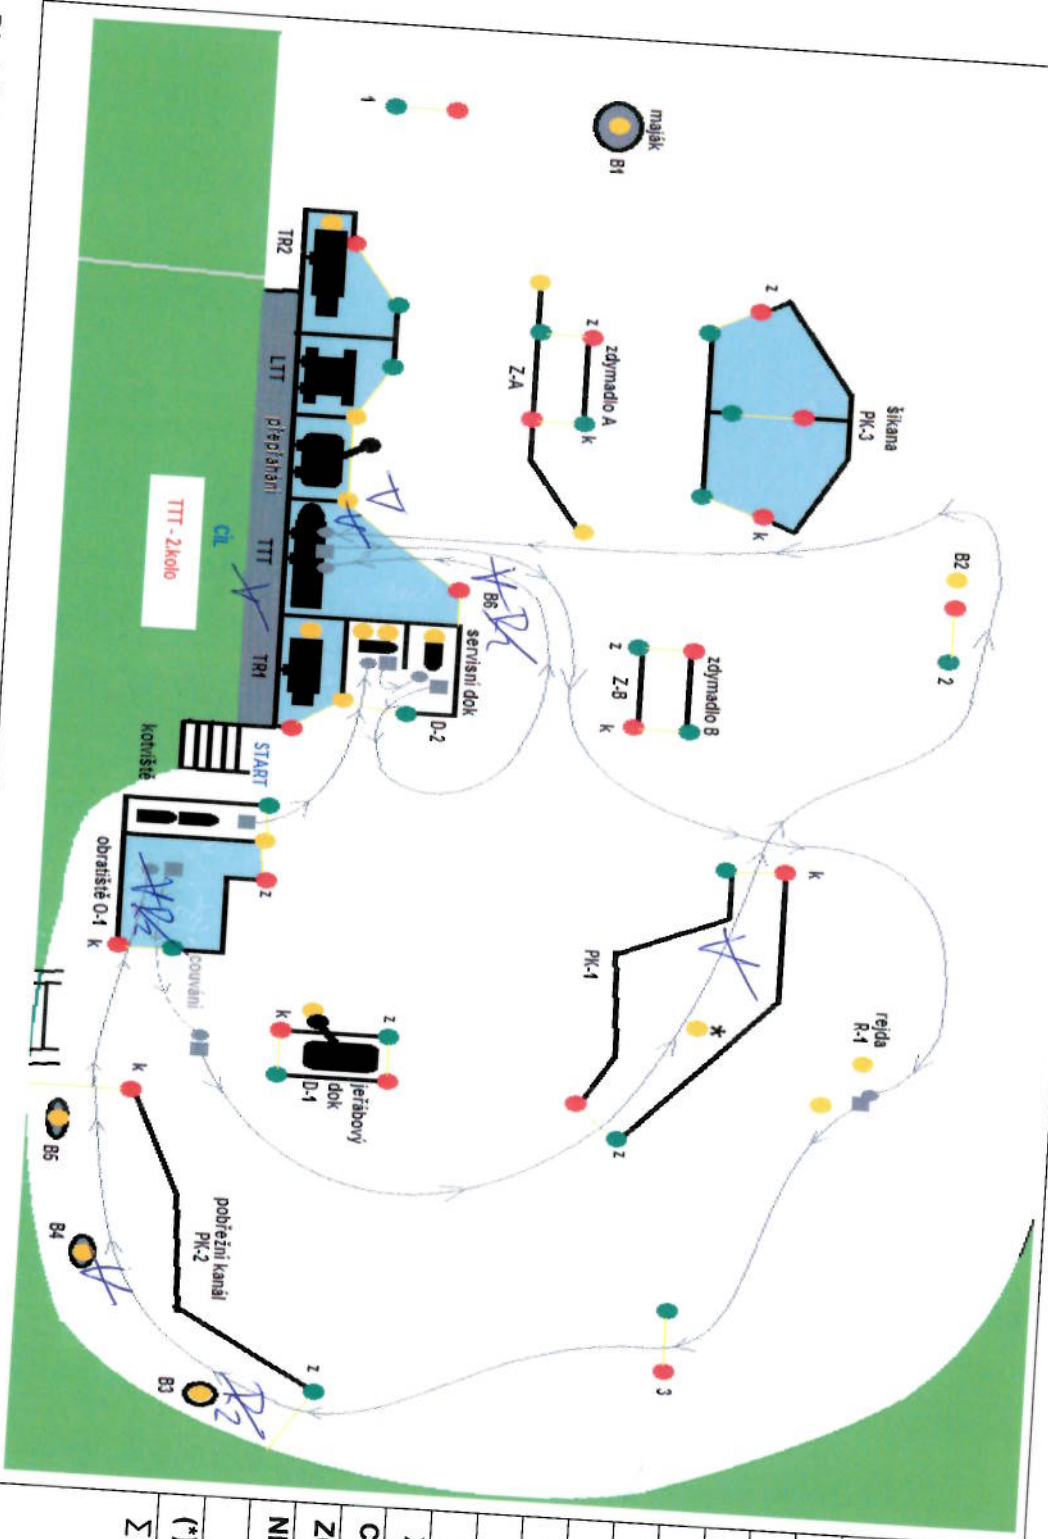 maják
B1
1
šikana
PK-3
z
k
z
zdymadlo A
Z-A
k
B2
2
TR2
LTT
přepřahání
TTT
TR1
CÍL
TTT - 2.kolo
B6
servisní dok
D-2
zdymadlo B
z
Z-B
k
START
kotviště
obratiště O-1
z
k
couvání
k
PK-1
*
z
rejda
R-1
jeřábový
dok
D-1
z
k
k
pobřežní kanál
PK-2
z
B5
B4
B3
3
C
Z
(*
Σ